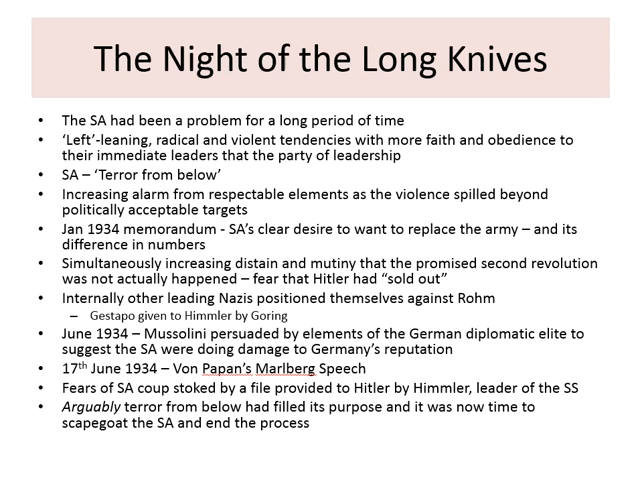 The Night of the Long Knives
• The SA had been a problem for a long period of time
• ‘Left’-leaning, radical and violent tendencies with more faith and obedience to
their immediate leaders that the party of leadership
• SA – ‘Terror from below’
• Increasing alarm from respectable elements as the violence spilled beyond
politically acceptable targets
• Jan 1934 memorandum - SA’s clear desire to want to replace the army – and its
difference in numbers
• Simultaneously increasing distain and mutiny that the promised second revolution
was not actually happened – fear that Hitler had “sold out”
• Internally other leading Nazis positioned themselves against Rohm
– Gestapo given to Himmler by Goring
• June 1934 – Mussolini persuaded by elements of the German diplomatic elite to
suggest the SA were doing damage to Germany’s reputation
• 17th June 1934 – Von Papan’s Marlberg Speech
• Fears of SA coup stoked by a file provided to Hitler by Himmler, leader of the SS
• Arguably terror from below had filled its purpose and it was now time to
scapegoat the SA and end the process